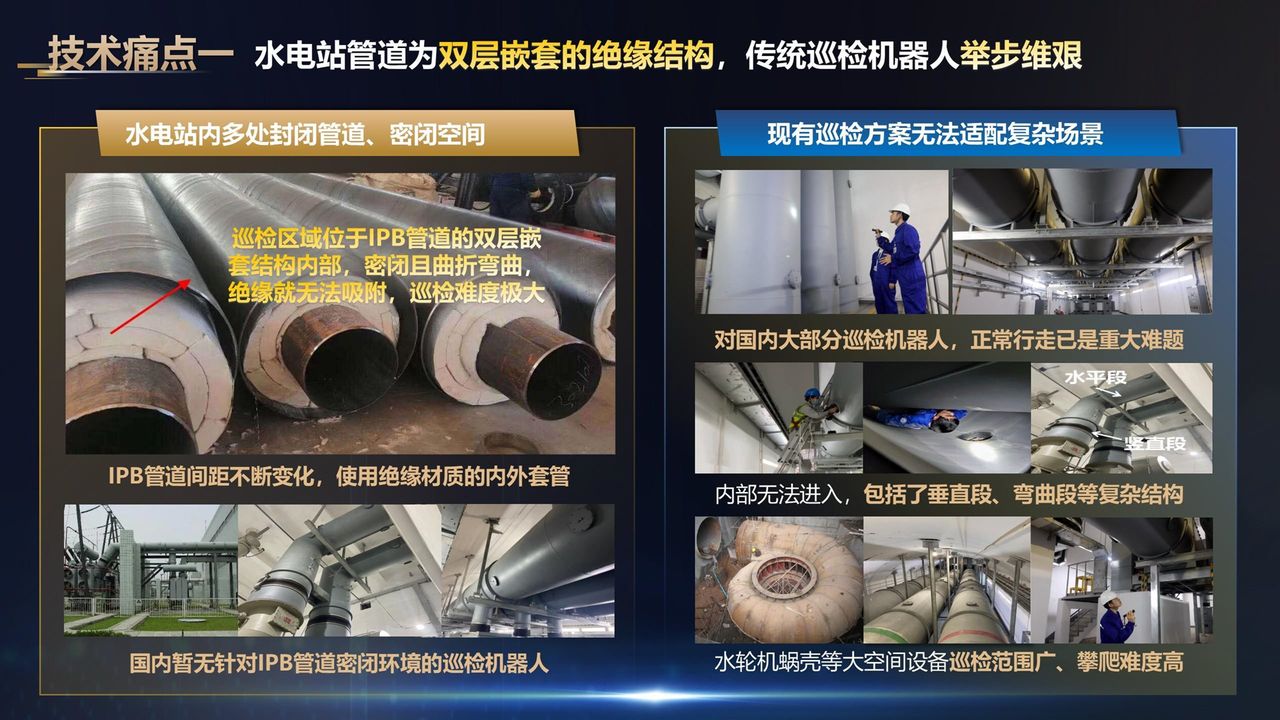 技术痛点一
水电站管道为双层嵌套的绝缘结构，传统巡检机器人举步维艰
水电站内多处封闭管道、密闭空间
巡检区域位于IPB管道的双层嵌
套结构内部，密闭且曲折弯曲，
绝缘就无法吸附，巡检难度极大
IPB管道间距不断变化，使用绝缘材质的内外套管
国内暂无针对IPB管道密闭环境的巡检机器人
现有巡检方案无法适配复杂场景
对国内大部分巡检机器人，正常行走已是重大难题
水平段
竖直段
内部无法进入，包括了垂直段、弯曲段等复杂结构
水轮机蜗壳等大空间设备巡检范围广、攀爬难度高